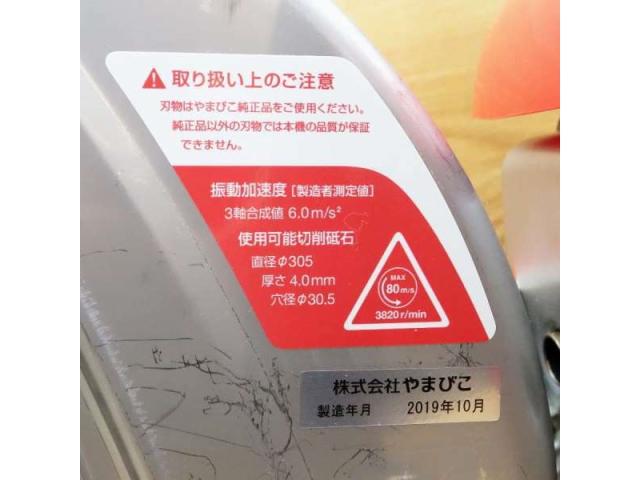 取り扱い上のご注意
刃物はやまびこ純正品をご使用ください。
純正品以外の刃物では本機の品質が保証
できません。
振動加速度［製造者測定値］
3軸合成値 6.0m/s²
使用可能切削砥石
直径φ305
厚さ4.0mm
穴径φ30.5
MAX
80m/s
3820r/min
株式会社やまびこ
製造年月 2019年10月